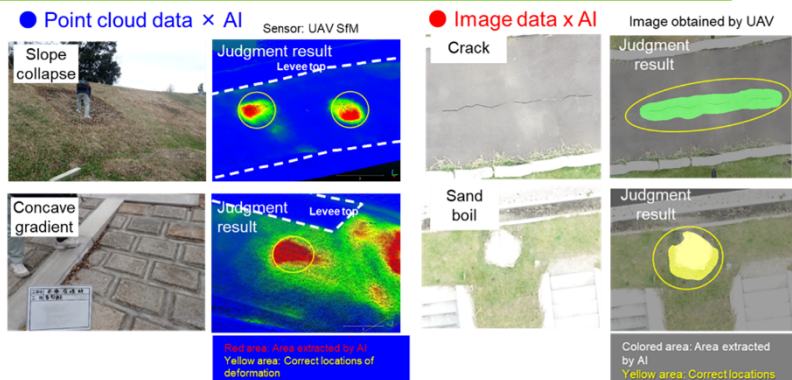 ● Point cloud data × AI
Sensor: UAV SfM
Slope
collapse
Judgment result
Levee top
Concave
gradient
Judgment
result
Levee top
Red area: Area extracted by AI
Yellow area: Correct locations of
deformation
● Image data x AI
Image obtained by UAV
Crack
Judgment
result
Sand
boil
Judgment
result
Colored area: Area extracted
by AI
Yellow area: Correct locations